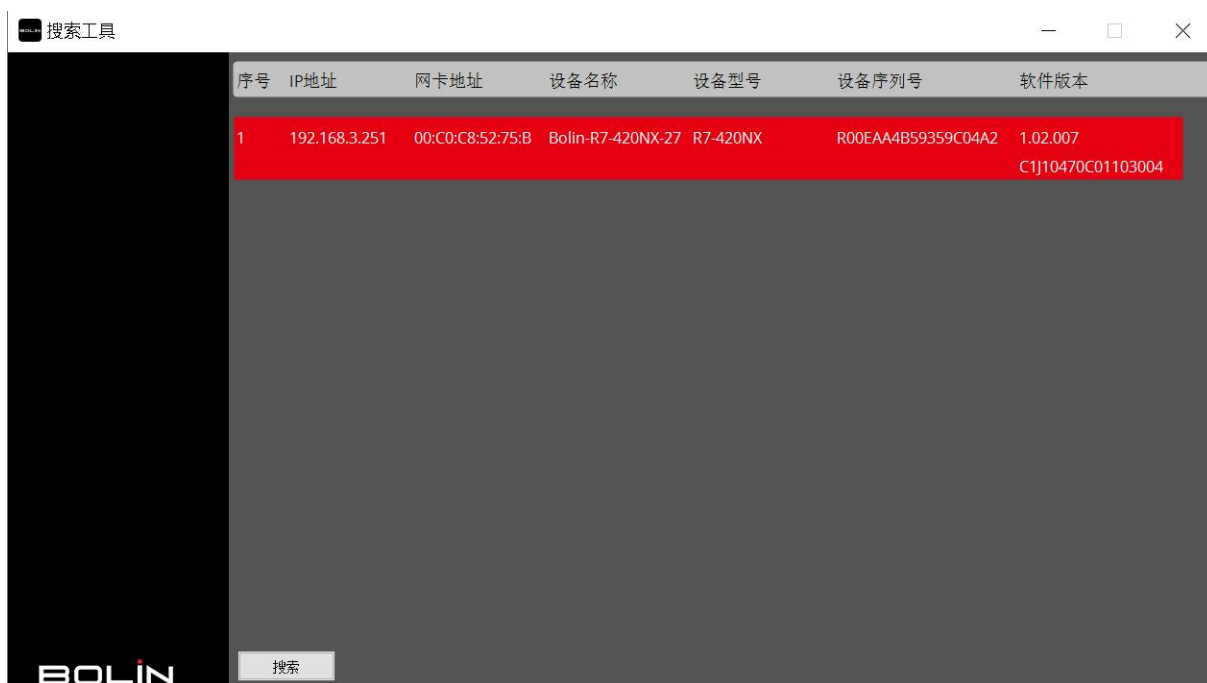 BOLIN 搜索工具
序号 IP地址 网卡地址 设备名称 设备型号 设备序列号 软件版本
1 192.168.3.251 00:C0:C8:52:75:B Bolin-R7-420NX-27 R7-420NX R00EAA4B59359C04A2 1.02.007
C1J10470C01103004
搜索
BOLIN